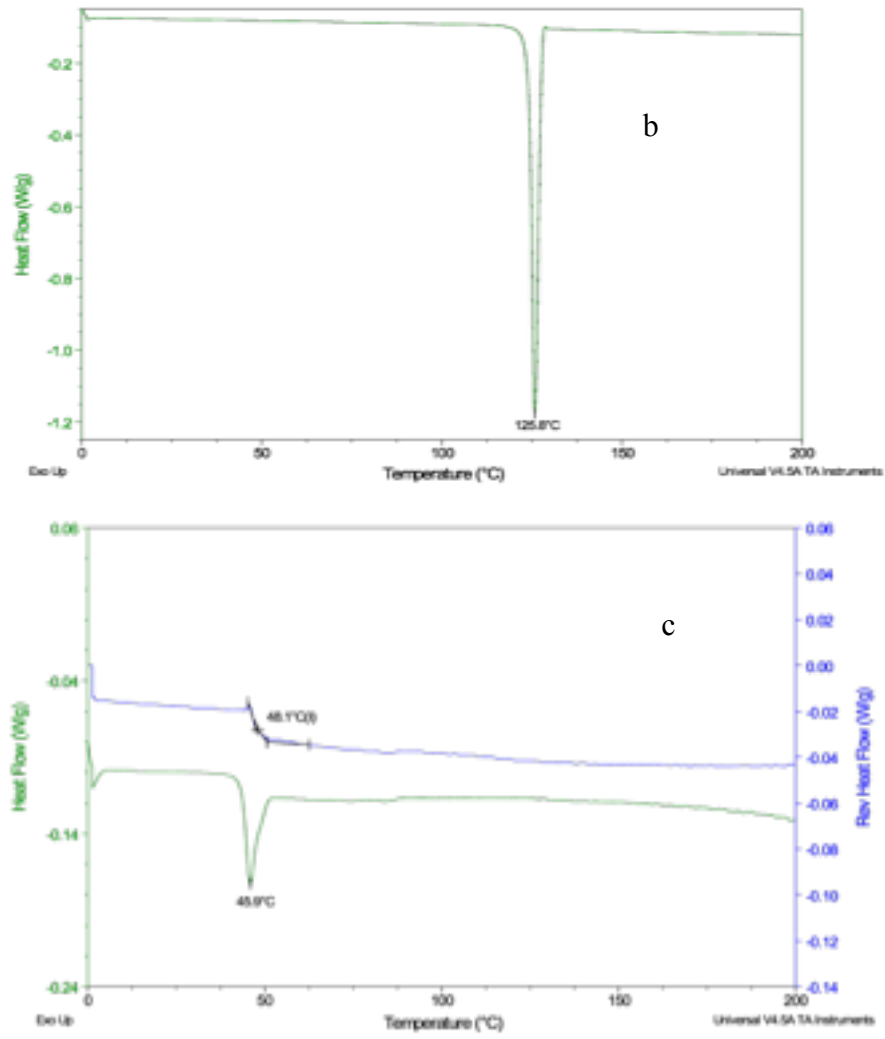 -0.2
b
-0.4
-0.6
-0.8
-1.0
-1.2
Heat Flow (W/g)
125.8°C
0
50
100
150
200
Exo Up
Temperature (°C)
Universal V4.5A TA Instruments
0.06
0.06
0.04
c
0.02
0.00
-0.04
48.1°C(I)
-0.02
-0.04
Heat Flow (W/g)
Rev Heat Flow (W/g)
-0.06
-0.14
-0.08
45.9°C
-0.10
-0.12
-0.24
-0.14
0
50
100
150
200
Exo Up
Temperature (°C)
Universal V4.5A TA Instruments